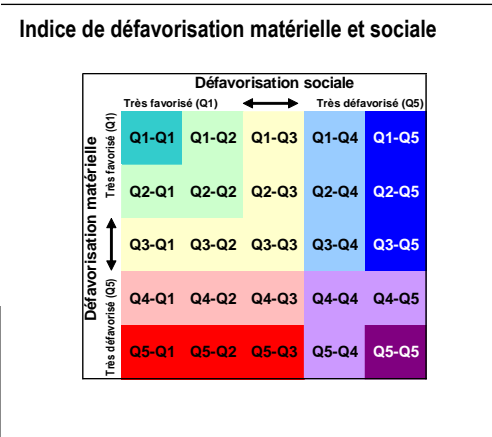 Indice de défavorisation matérielle et sociale
Défavorisation sociale
Très favorisé (Q1) Très défavorisé (Q5)
Défavorisation matérielle
Très favorisé (Q1)
Très défavorisé (Q5)
Q1-Q1 Q1-Q2 Q1-Q3 Q1-Q4 Q1-Q5
Q2-Q1 Q2-Q2 Q2-Q3 Q2-Q4 Q2-Q5
Q3-Q1 Q3-Q2 Q3-Q3 Q3-Q4 Q3-Q5
Q4-Q1 Q4-Q2 Q4-Q3 Q4-Q4 Q4-Q5
Q5-Q1 Q5-Q2 Q5-Q3 Q5-Q4 Q5-Q5